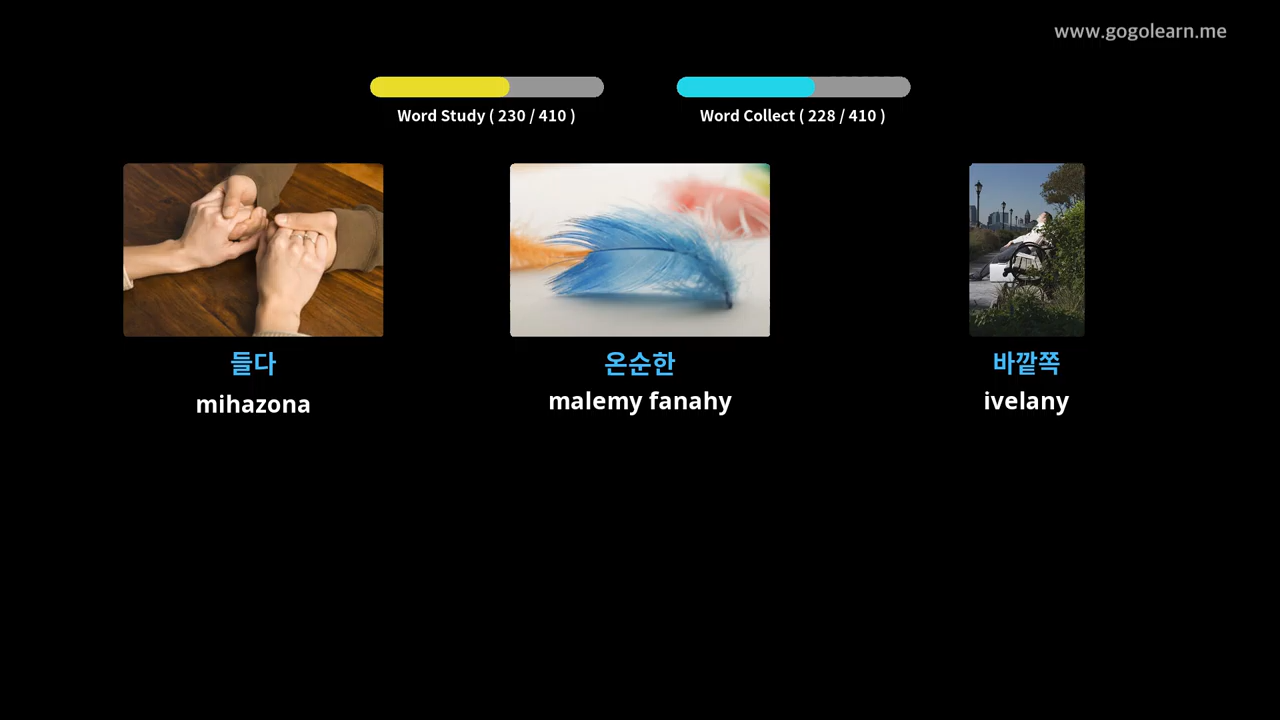 www.gogolearn.me
Word Study ( 230 / 410 )
Word Collect ( 228 / 410 )
들다
mihazona
온순한
malemy fanahy
바깥쪽
ivelany